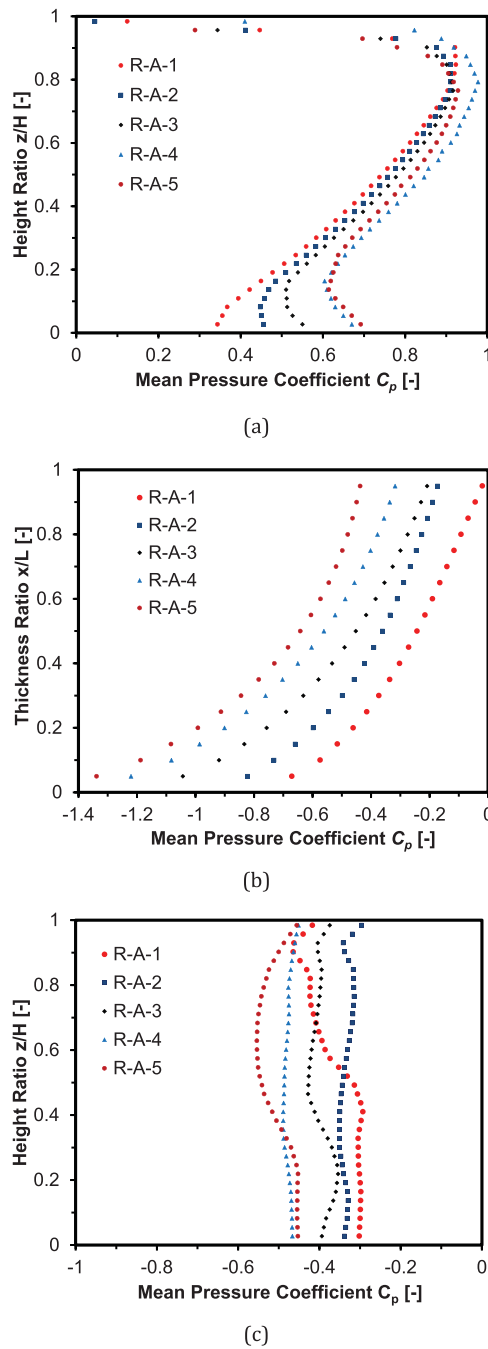 1
0.8
0.6
0.4
0.2
0
Height Ratio z/H [-]
R-A-1
R-A-2
R-A-3
R-A-4
R-A-5
0 0.2 0.4 0.6 0.8 1
Mean Pressure Coefficient Cp [-]
(a)
1
0.8
0.6
0.4
0.2
0
Thickness Ratio x/L [-]
R-A-1
R-A-2
R-A-3
R-A-4
R-A-5
-1.4 -1.2 -1 -0.8 -0.6 -0.4 -0.2 0
Mean Pressure Coefficient Cp [-]
(b)
1
0.8
0.6
0.4
0.2
0
Height Ratio z/H [-]
R-A-1
R-A-2
R-A-3
R-A-4
R-A-5
-1 -0.8 -0.6 -0.4 -0.2 0
Mean Pressure Coefficient Cp [-]
(c)